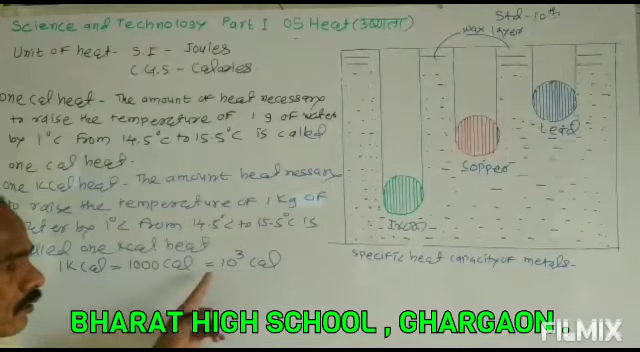 Science and Technology Part I 05 Heat (उष्णता)
Std-10th
Unit of heat - S.I - Joules
C.G.S - Calories
wax layer
one cal heat - The amount of heat necessary
to raise the temperature of 1 g of water
by 1°C from 14.5°C to 15.5°C is called
one cal heat.
one kcal heat - The amount heat nessary
to raise the temperature of 1 kg of
by 1°C from 14.5°C to 15.5°C is
one kcal heat
1 kcal = 1000 cal = 10³ cal
Lead
Copper
Iron
specific heat capacity of metals-
BHARAT HIGH SCHOOL , GHARGAON .
FILMIX